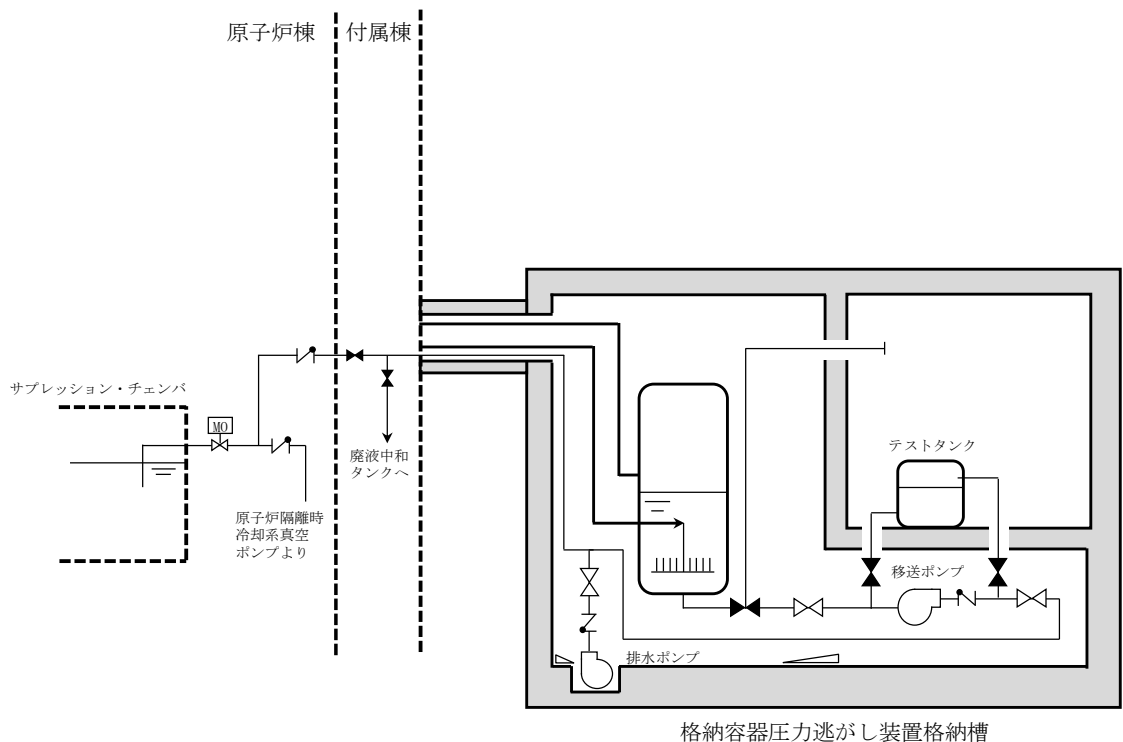 原子炉棟
付属棟
サプレッション・チェンバ
MO
廃液中和
タンクへ
原子炉隔離時
冷却系真空
ポンプより
テストタンク
移送ポンプ
排水ポンプ
格納容器圧力逃がし装置格納槽